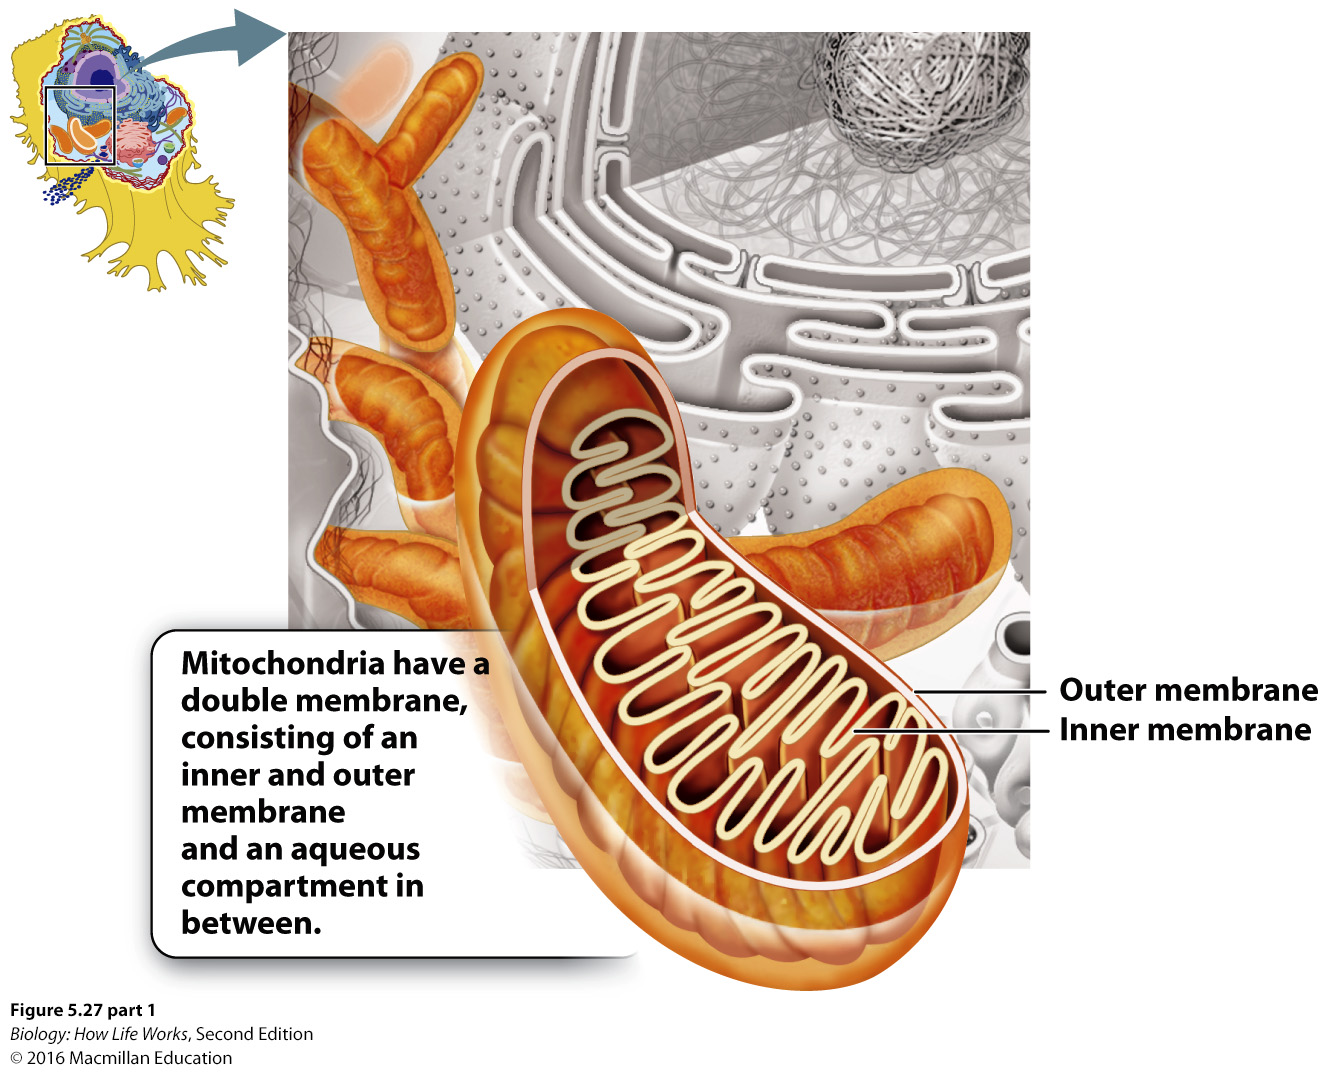 Mitochondria have a
double membrane,
consisting of an
inner and outer
membrane
and an aqueous
compartment in
between.
Outer membrane
Inner membrane
Figure 5.27 part 1
Biology: How Life Works, Second Edition
© 2016 Macmillan Education